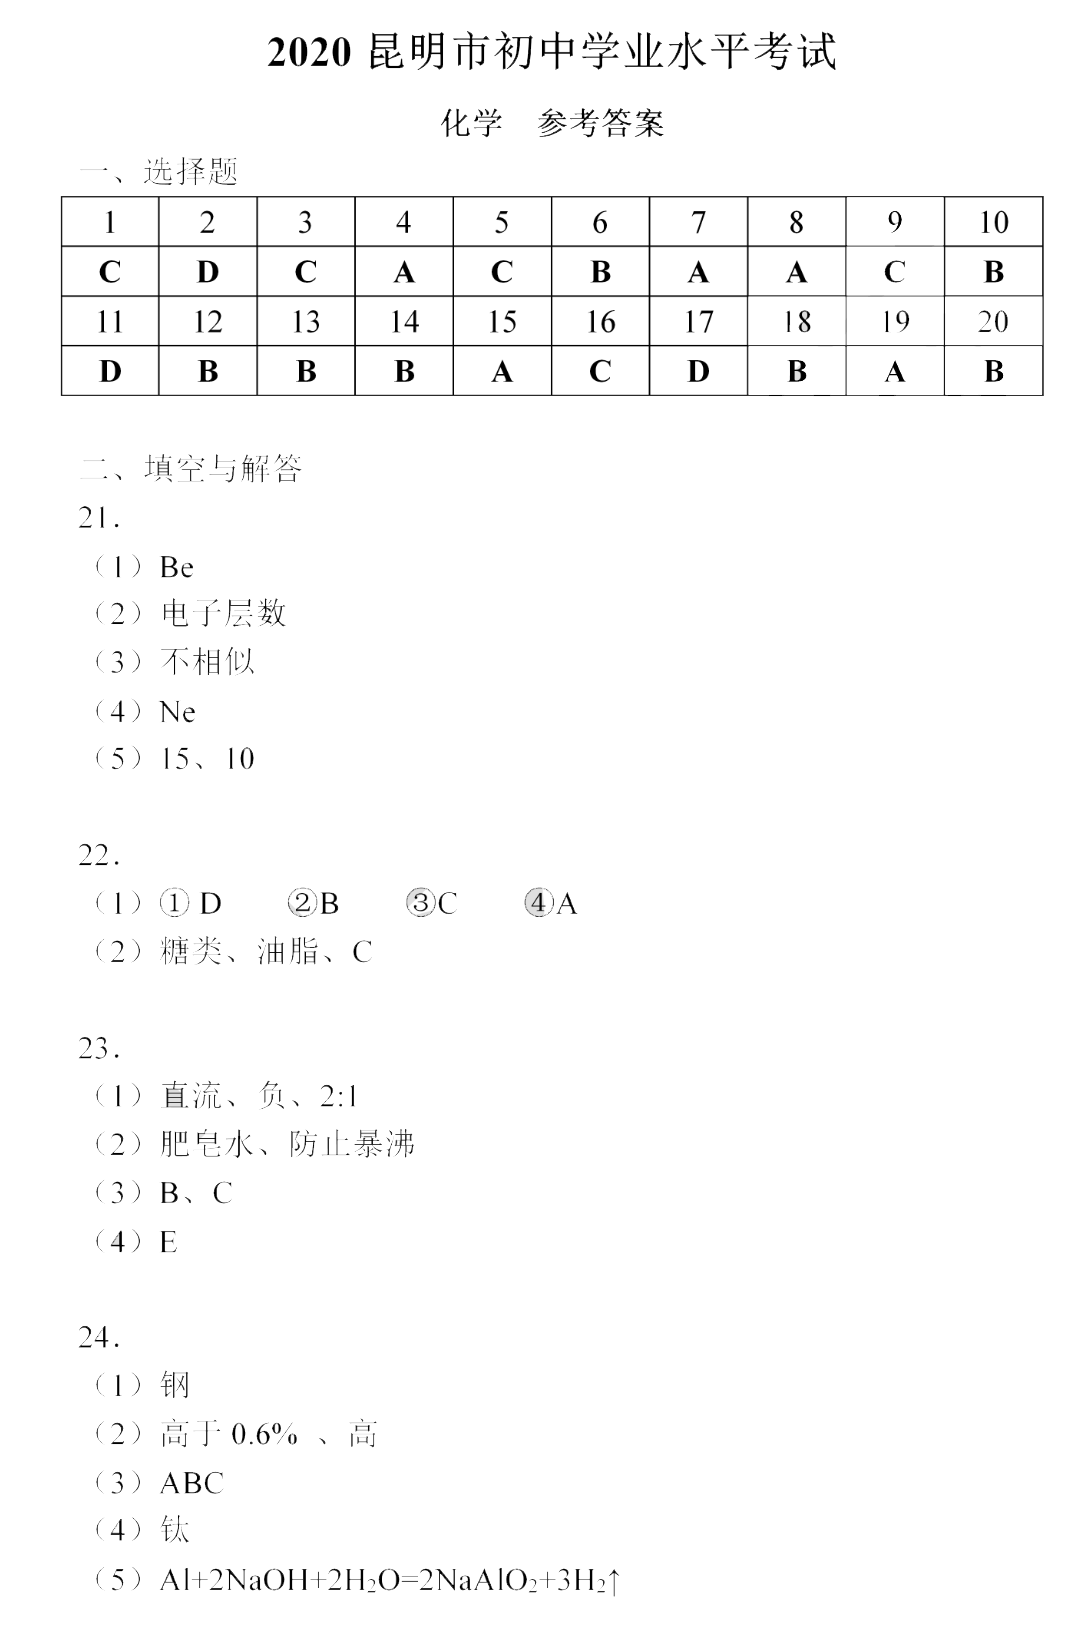 2020 昆明市初中学业水平考试
化学 参考答案
一、选择题
1 2 3 4 5 6 7 8 9 10
C D C A C B A A C B
11 12 13 14 15 16 17 18 19 20
D B B B A C D B A B
二、填空与解答
21.
（1）Be
（2）电子层数
（3）不相似
（4）Ne
（5）15、10
22.
（1）① D ②B ③C ④A
（2）糖类、油脂、C
23.
（1）直流、负、2:1
（2）肥皂水、防止暴沸
（3）B、C
（4）E
24.
（1）钢
（2）高于 0.6% 、高
（3）ABC
（4）钛
（5）Al+2NaOH+2H₂O=2NaAlO₂+3H₂↑